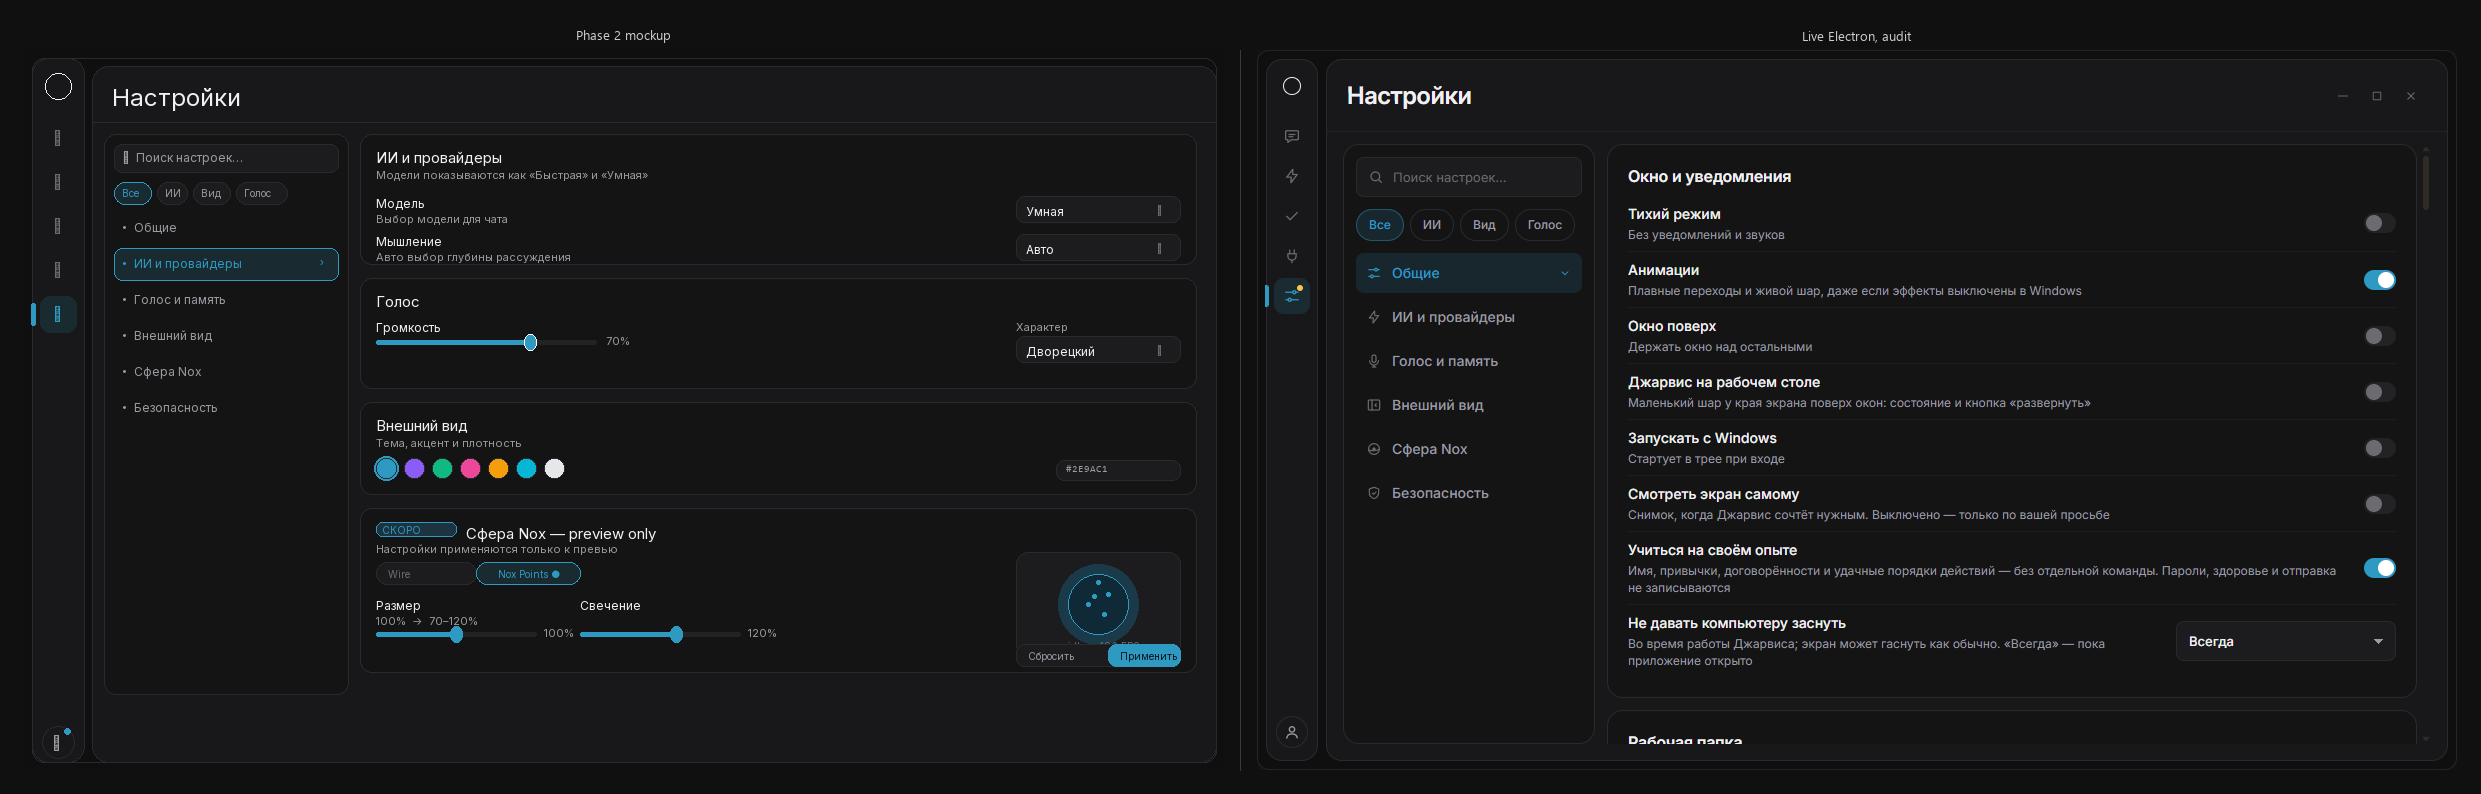 Phase 2 mockup
Настройки
Поиск настроек...
Все ИИ Вид Голос
Общие
ИИ и провайдеры
Голос и память
Внешний вид
Сфера Nox
Безопасность
ИИ и провайдеры
Модели показываются как «Быстрая» и «Умная»
Модель
Выбор модели для чата
Умная
Мышление
Авто выбор глубины рассуждения
Авто
Голос
Громкость
70%
Характер
Дворецкий
Внешний вид
Тема, акцент и плотность
#2E9AC1
СКОРО Сфера Nox — preview only
Настройки применяются только к превью
Wire Nox Points
Размер
100% → 70–120%
100%
Свечение
120%
Сбросить Применить
Live Electron, audit
Настройки
Поиск настроек...
Все ИИ Вид Голос
Общие
ИИ и провайдеры
Голос и память
Внешний вид
Сфера Nox
Безопасность
Окно и уведомления
Тихий режим
Без уведомлений и звуков
Анимации
Плавные переходы и живой шар, даже если эффекты выключены в Windows
Окно поверх
Держать окно над остальными
Джарвис на рабочем столе
Маленький шар у края экрана поверх окон: состояние и кнопка «развернуть»
Запускать с Windows
Стартует в трее при входе
Смотреть экран самому
Снимок, когда Джарвис сочтёт нужным. Выключено — только по вашей просьбе
Учиться на своём опыте
Имя, привычки, договорённости и удачные порядки действий — без отдельной команды. Пароли, здоровье и отправка
не записываются
Не давать компьютеру заснуть
Во время работы Джарвиса; экран может гаснуть как обычно. «Всегда» — пока
приложение открыто
Всегда
Рабочая папка